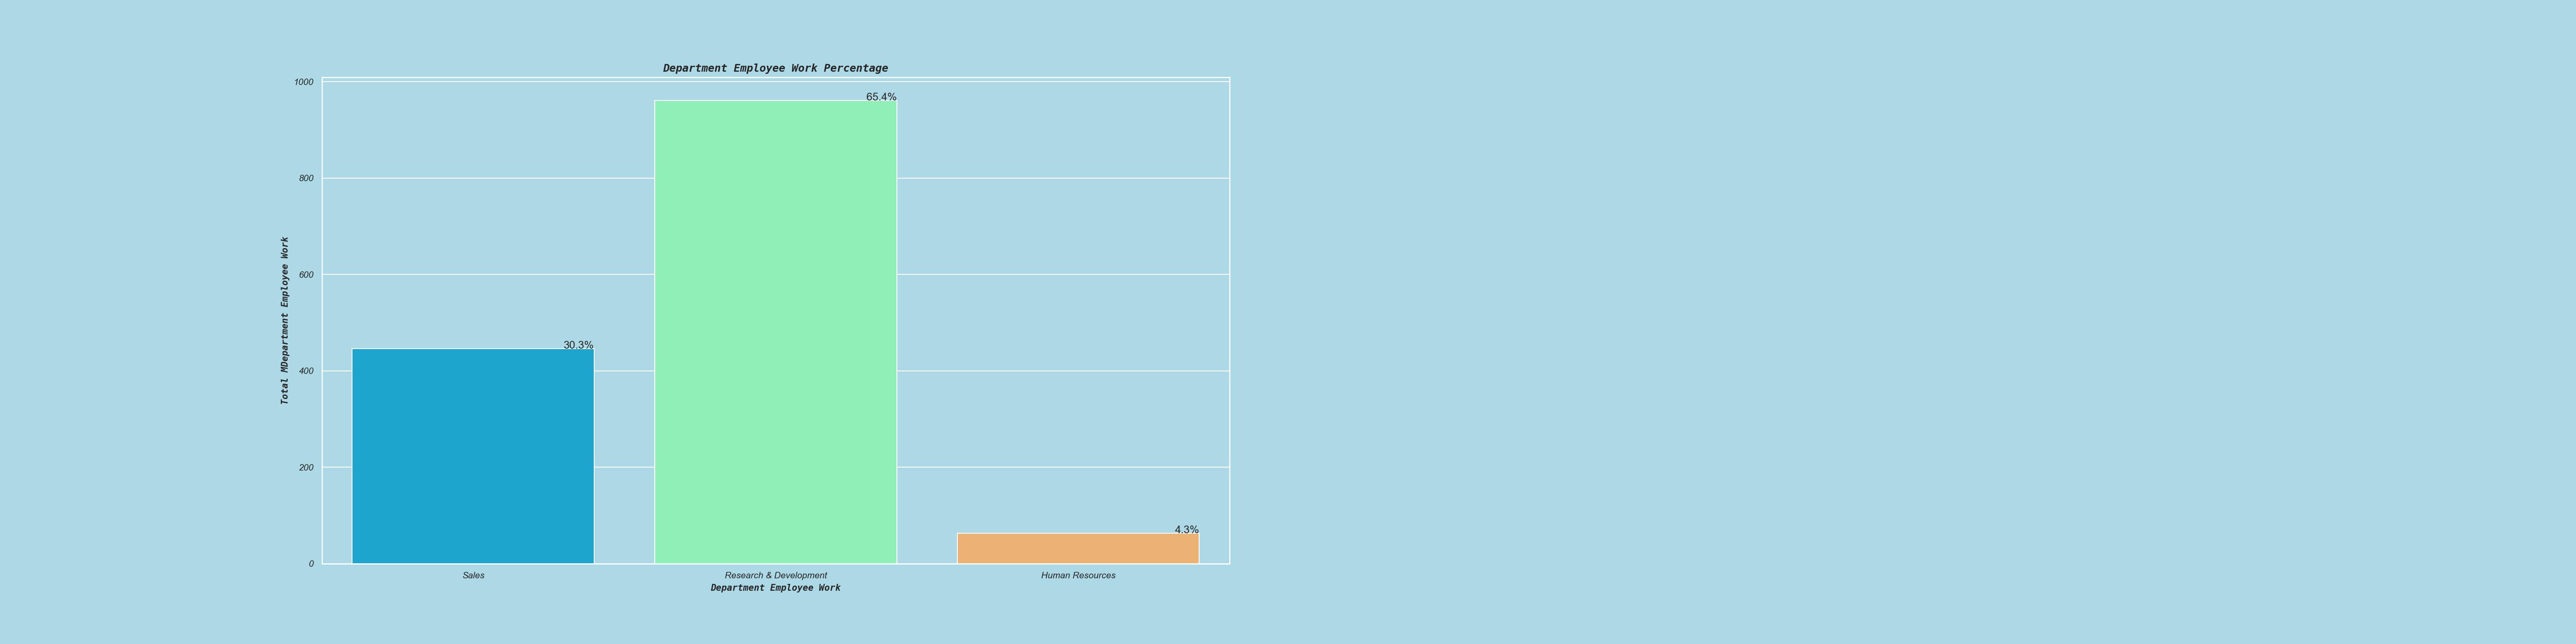 Department Employee Work Percentage
1000
800
600
400
200
0
Total MDepartment Employee Work
30.3%
65.4%
4.3%
Sales
Research & Development
Human Resources
Department Employee Work